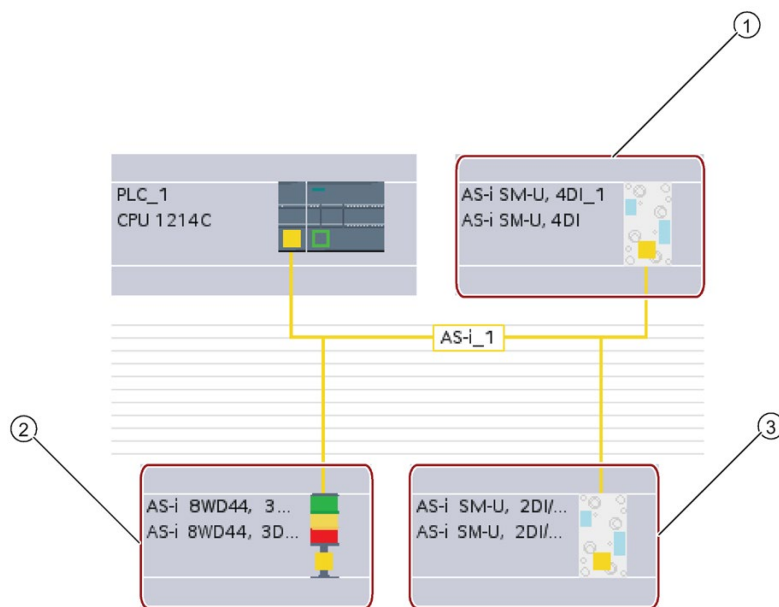 ①
PLC_1
CPU 1214C
AS-i SM-U, 4DI_1
AS-i SM-U, 4DI
AS-i_1
②
③
AS-i 8WD44, 3...
AS-i 8WD44, 3D...
AS-i SM-U, 2DI/...
AS-i SM-U, 2DI/...